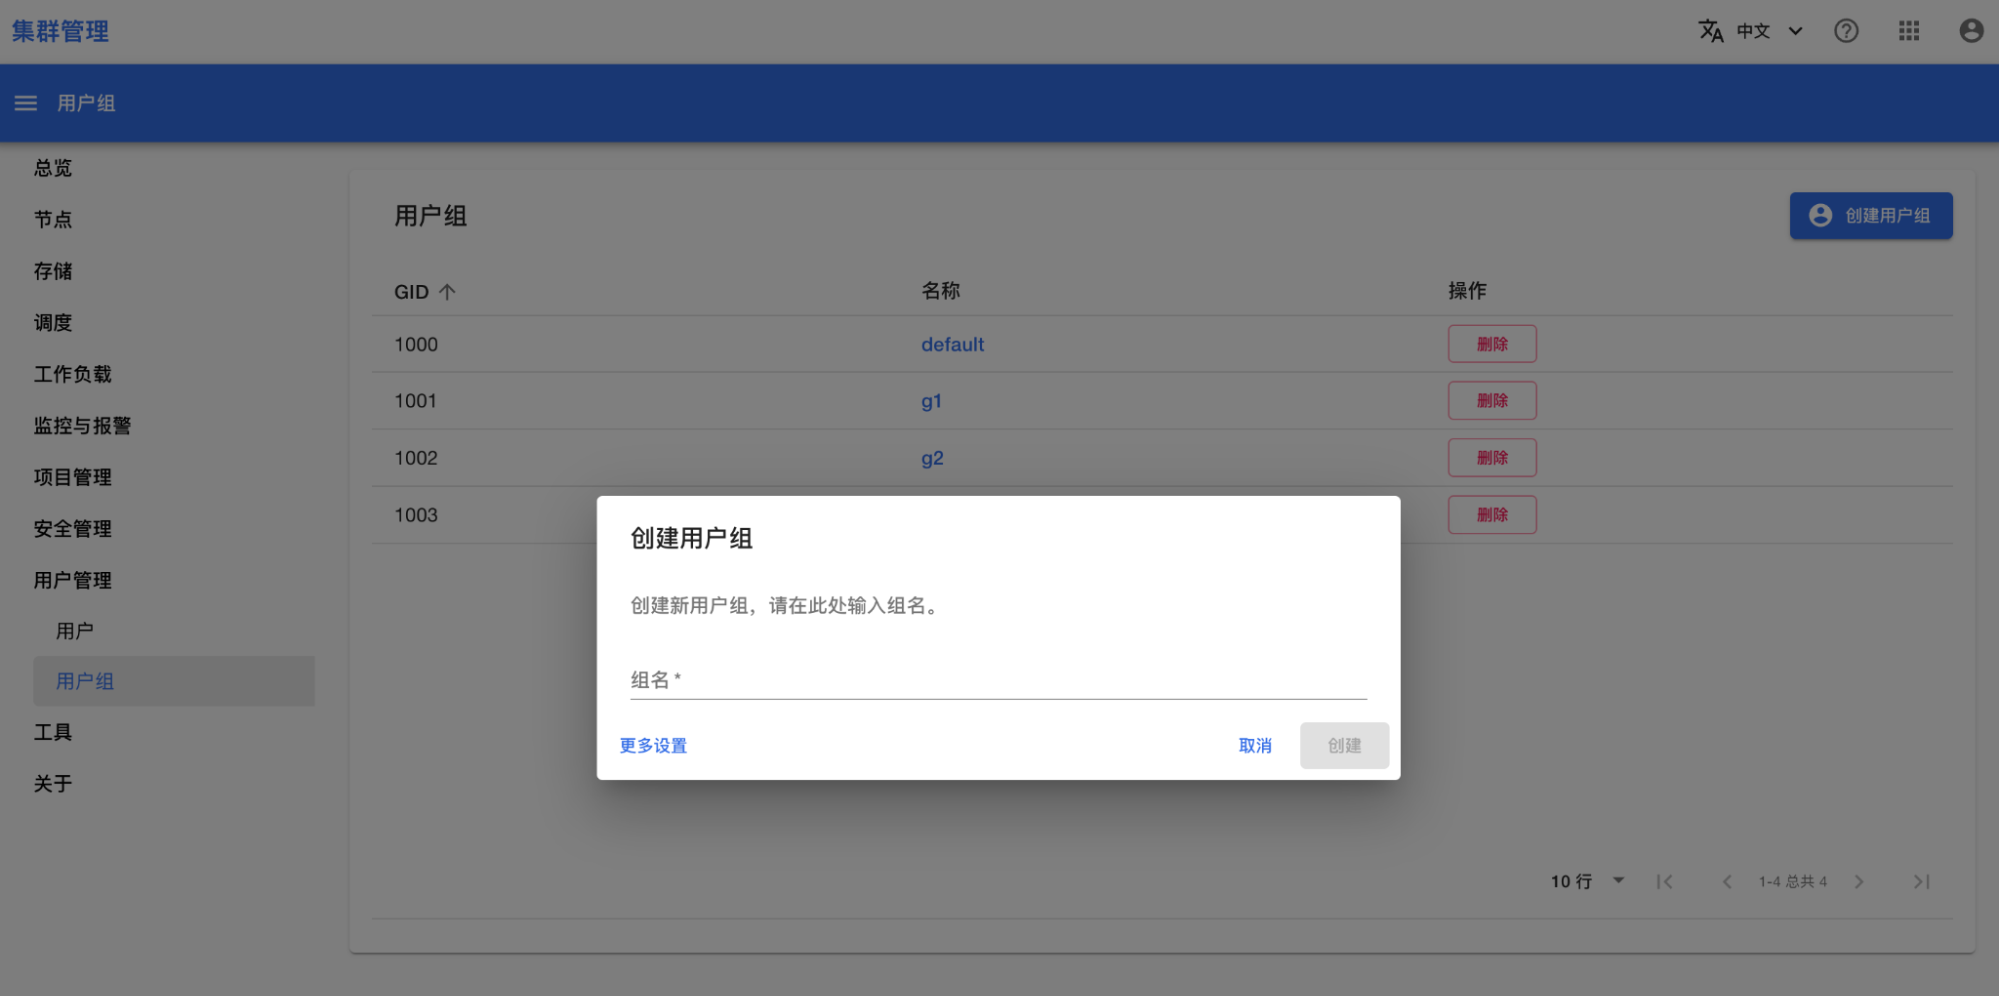 集群管理
中文
用户组
总览
节点
存储
调度
工作负载
监控与报警
项目管理
安全管理
用户管理
用户
用户组
工具
关于
用户组
创建用户组
GID 名称 操作
1000 default 删除
1001 g1 删除
1002 g2 删除
1003 删除
创建用户组
创建新用户组，请在此处输入组名。
组名 *
更多设置 取消 创建
10 行 1-4 总共 4